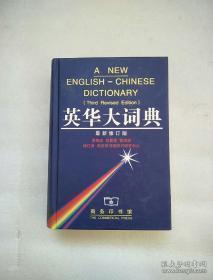 A NEW
ENGLISH-CHINESE
DICTIONARY
[Third Revised Edition]
英华大词典
最新修订版
商务印书馆
THE COMMERCIAL PRESS